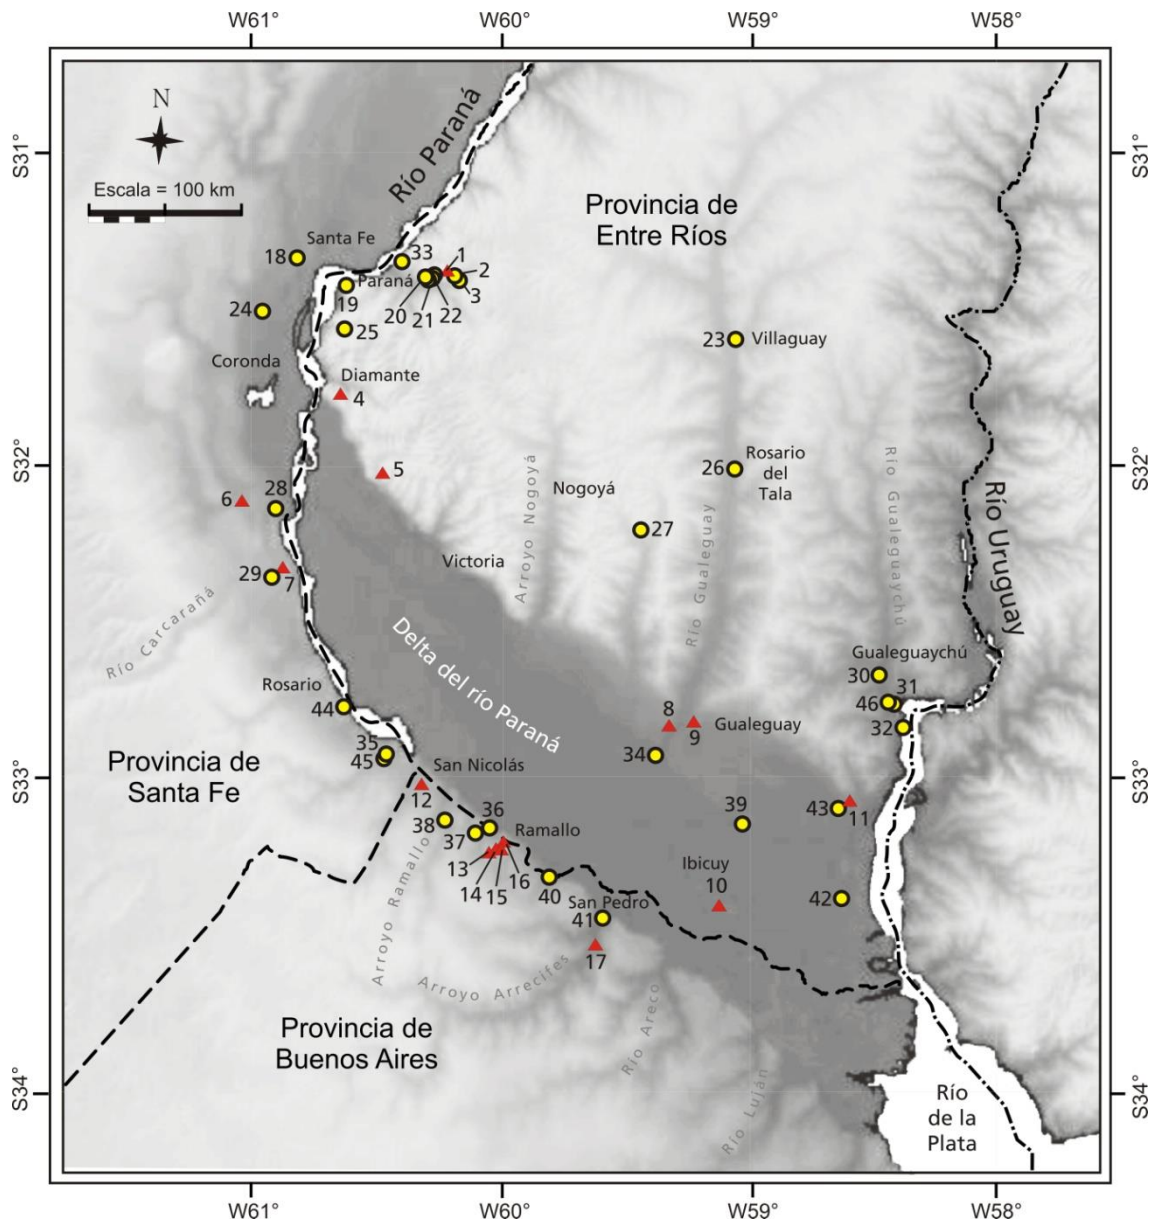 W61°
W60°
W59°
W58°
N
Escala = 100 km
S31°
S31°
Río Paraná
Provincia de
Entre Ríos
Santa Fe
18
33
1
2
3
Paraná
19
20
21
22
24
25
23
Villaguay
Coronda
Diamante
4
5
26
Rosario
del
Tala
S32°
S32°
6
28
Nogoyá
27
Arroyo Nogoyá
Río Gualeguay
Río Gualeguaychú
Río Uruguay
29
7
Victoria
Río Carcarañá
Delta del río Paraná
Gualeguaychú
30
31
46
32
Rosario
44
8
9
Gualeguay
35
45
34
Provincia de
Santa Fe
San Nicolás
12
S33°
S33°
38
37
36
Ramallo
39
43
11
13
14
15
16
Arroyo Ramallo
40
Ibicuy
10
42
San Pedro
41
17
Arroyo Arrecifes
Río Areco
Provincia de
Buenos Aires
Río Luján
S34°
S34°
Río
de la
Plata
W61°
W60°
W59°
W58°